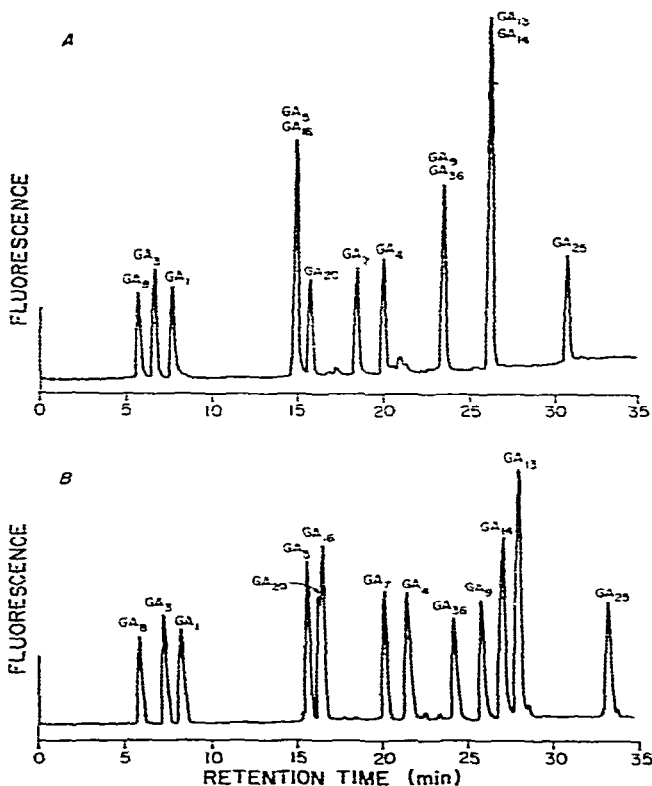 A
GA₁₃
GA₁₄
GA₅
GA₁₆
GA₉
GA₃₆
GA₃
GA₈
GA₁
GA₂₀
GA₇
GA₄
GA₂₅
FLUORESCENCE
0 5 10 15 20 25 30 35
B
GA₁₃
GA₁₆
GA₅
GA₁₄
GA₂₀
GA₇
GA₄
GA₃₆
GA₉
GA₂₅
GA₈
GA₃
GA₁
FLUORESCENCE
0 5 10 15 20 25 30 35
RETENTION TIME (min)